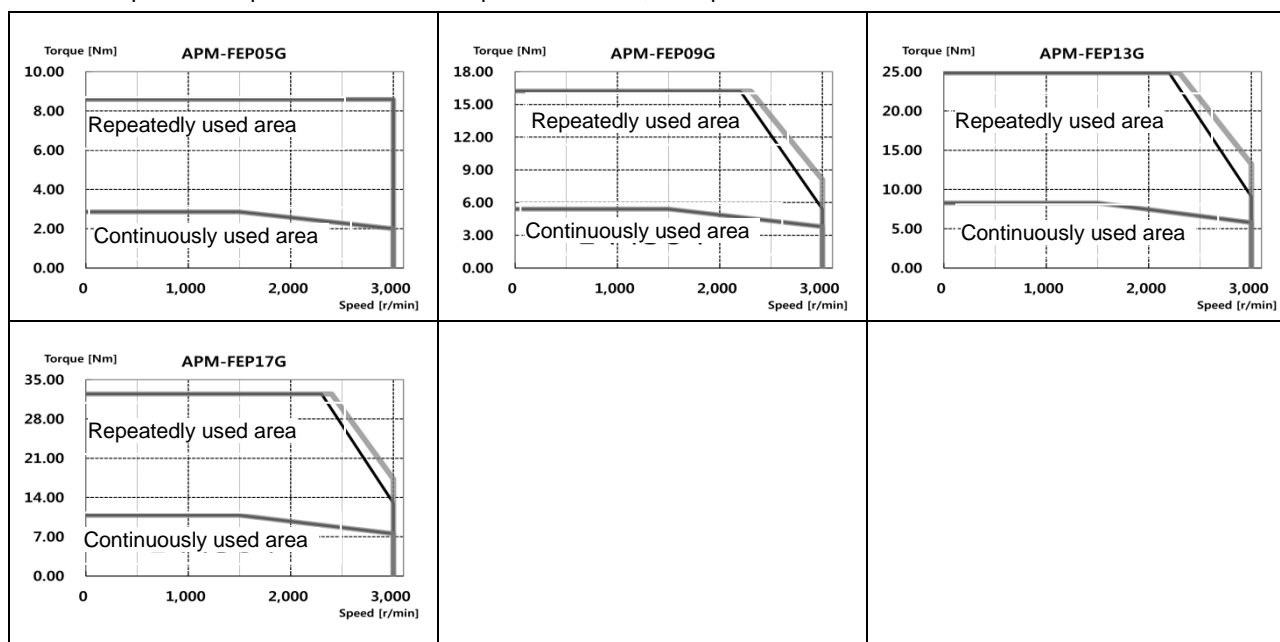 Torque [Nm] APM-FEP05G
10.00
8.00
Repeatedly used area
6.00
4.00
2.00
Continuously used area
0.00
0 1,000 2,000 3,000
Speed [r/min]
Torque [Nm] APM-FEP09G
18.00
15.00
Repeatedly used area
12.00
9.00
6.00
3.00
Continuously used area
0.00
0 1,000 2,000 3,000
Speed [r/min]
Torque [Nm] APM-FEP13G
25.00
20.00
Repeatedly used area
15.00
10.00
5.00
Continuously used area
0.00
0 1,000 2,000 3,000
Speed [r/min]
Torque [Nm] APM-FEP17G
35.00
28.00
Repeatedly used area
21.00
14.00
7.00
Continuously used area
0.00
0 1,000 2,000 3,000
Speed [r/min]